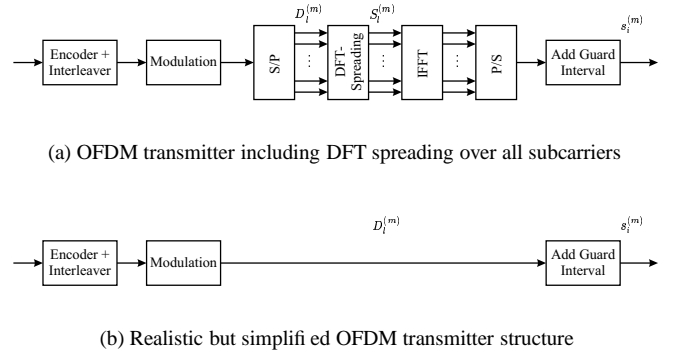 D_l^{(m)} S_l^{(m)} s_i^{(m)}
Encoder +
Interleaver
Modulation
S/P
...
DFT-
Spreading
...
IFFT
...
P/S
Add Guard
Interval
(a) OFDM transmitter including DFT spreading over all subcarriers
D_l^{(m)} s_i^{(m)}
Encoder +
Interleaver
Modulation
Add Guard
Interval
(b) Realistic but simplifi ed OFDM transmitter structure